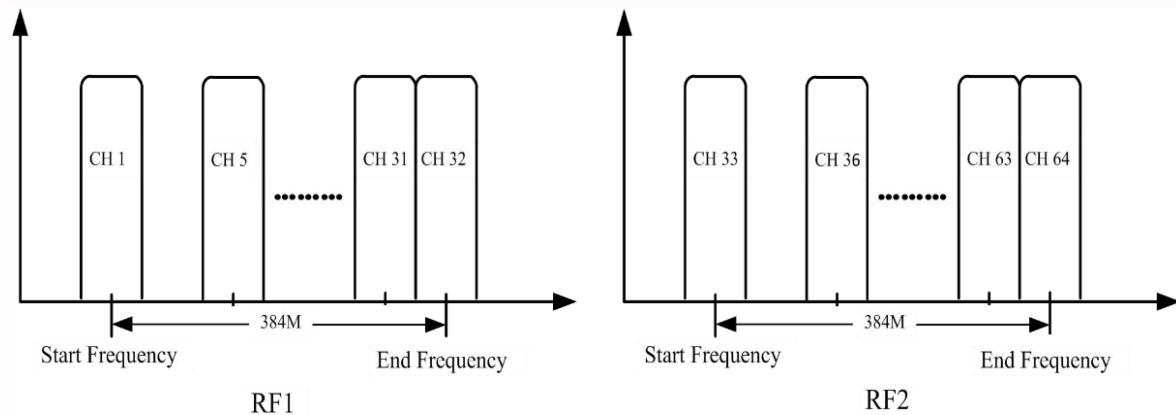 CH 1
CH 5
CH 31
CH 32
384M
Start Frequency
End Frequency
RF1
CH 33
CH 36
CH 63
CH 64
384M
Start Frequency
End Frequency
RF2